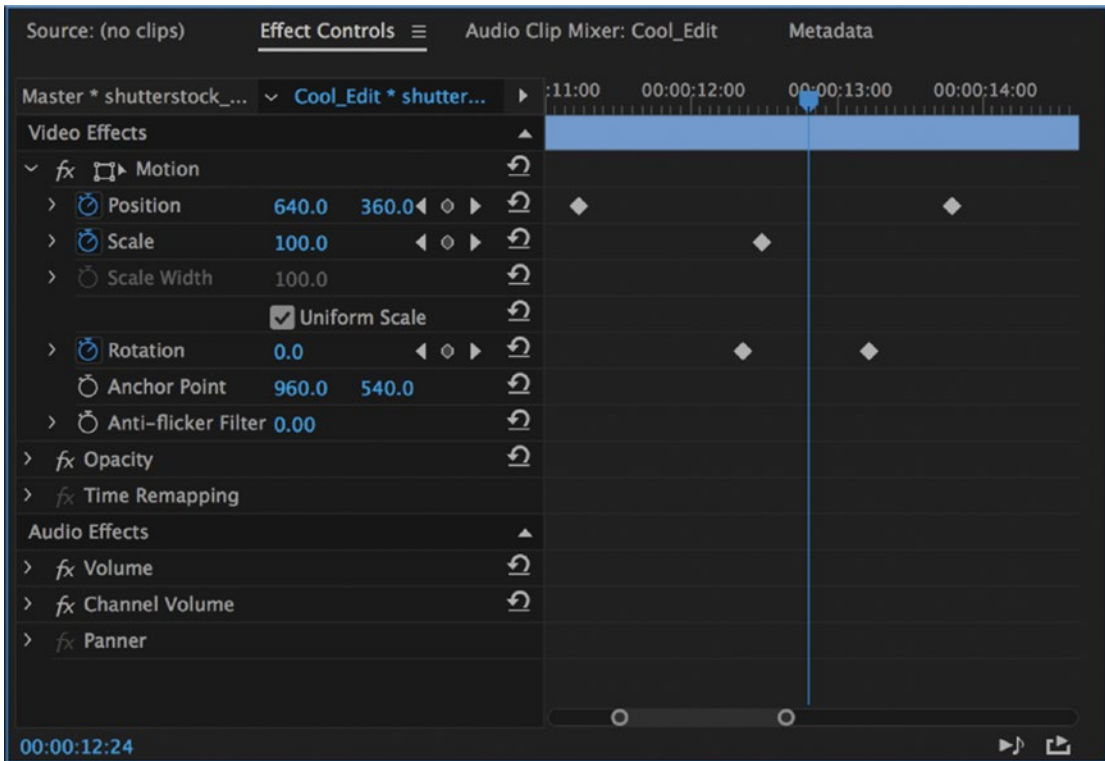 Source: (no clips) Effect Controls Audio Clip Mixer: Cool_Edit Metadata
Master * shutterstock_... Cool_Edit * shutter... :11:00 00:00:12:00 00:00:13:00 00:00:14:00
Video Effects
fx Motion
Position 640.0 360.0
Scale 100.0
Scale Width 100.0
Uniform Scale
Rotation 0.0
Anchor Point 960.0 540.0
Anti-flicker Filter 0.00
fx Opacity
fx Time Remapping
Audio Effects
fx Volume
fx Channel Volume
fx Panner
00:00:12:24